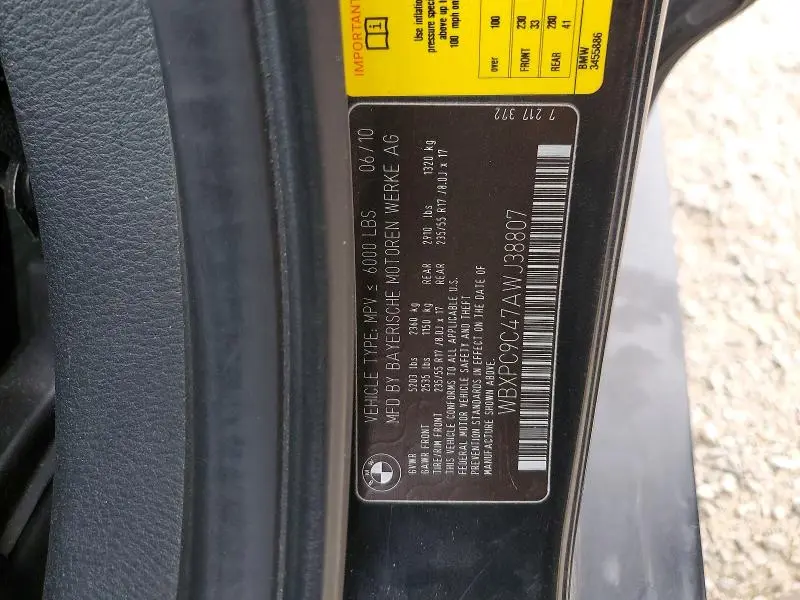 IMPORTANT
Use initial
pressure spec
above up
100 mph on
over 100
FRONT 230 33
REAR 280 41
BMW
3455886
7 217 372
VEHICLE TYPE: MPV ≤ 6000 LBS 06/10
MFD BY BAYERISCHE MOTOREN WERKE AG
GVWR 5203 lbs 2360 kg
GAWR FRONT 2535 lbs 1150 kg REAR 2910 lbs 1320 kg
TIRE/RIM FRONT 235/55 R17 /8.0J x 17 REAR 235/55 R17 /8.0J x 17
THIS VEHICLE CONFORMS TO ALL APPLICABLE U.S.
FEDERAL MOTOR VEHICLE SAFETY AND THEFT
PREVENTION STANDARDS IN EFFECT ON THE DATE OF
MANUFACTURE SHOWN ABOVE.
WBXPC9C47AWJ38807
BMW